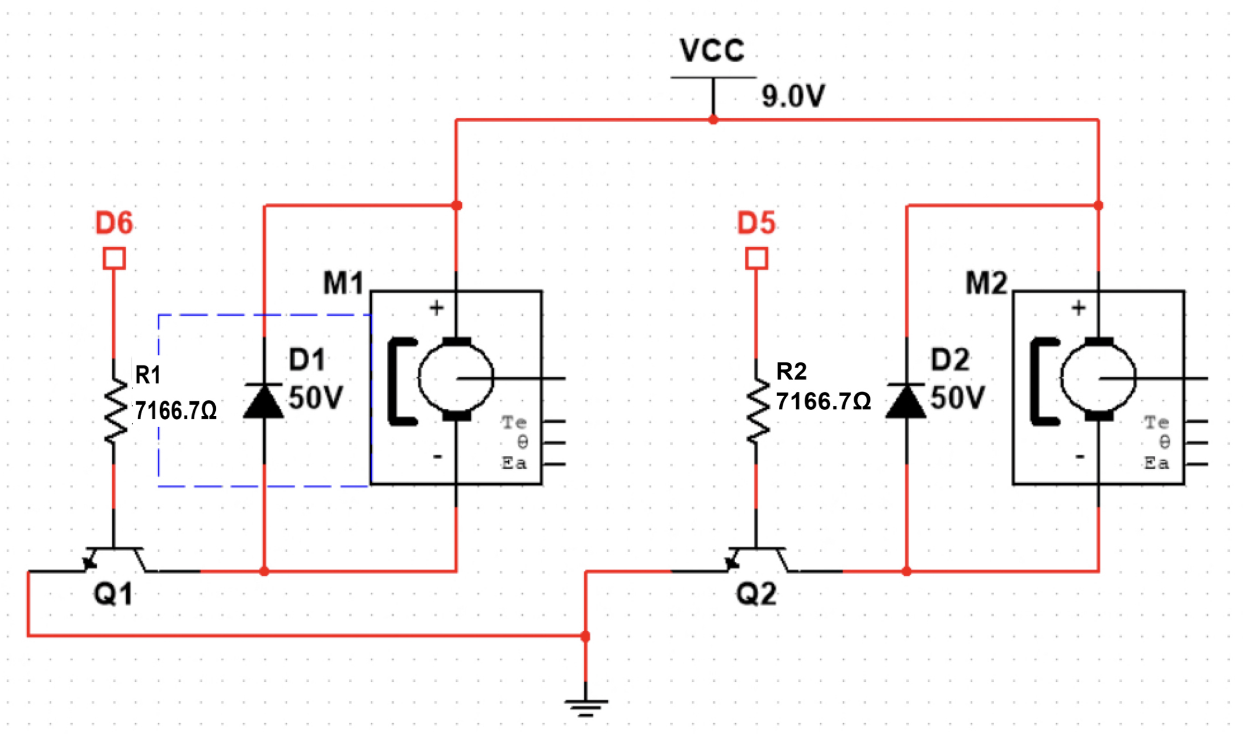 VCC
9.0V
D6
D5
M1
M2
+
+
R1
7166.7Ω
D1
50V
R2
7166.7Ω
D2
50V
Te
θ
Ea
Te
θ
Ea
-
-
Q1
Q2